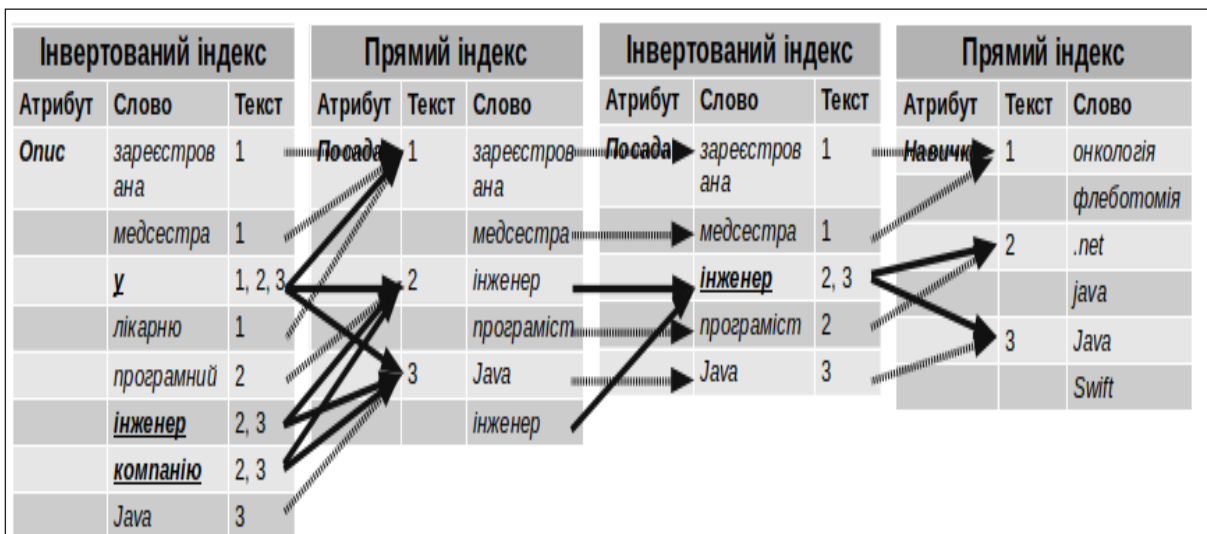 Інвертований індекс
Атрибут Слово Текст
Опис зареєстров 1
ана
медсестра 1
у 1, 2, 3
лікарню 1
програмний 2
інженер 2, 3
компанію 2, 3
Java 3
Прямий індекс
Атрибут Текст Слово
Посада 1 зареєстров
ана
медсестра
2 інженер
програміст
3 Java
інженер
Інвертований індекс
Атрибут Слово Текст
Посада зареєстров 1
ана
медсестра 1
інженер 2, 3
програміст 2
Java 3
Прямий індекс
Атрибут Текст Слово
Навички 1 онкологія
флеботомія
2 .net
java
3 Java
Swift